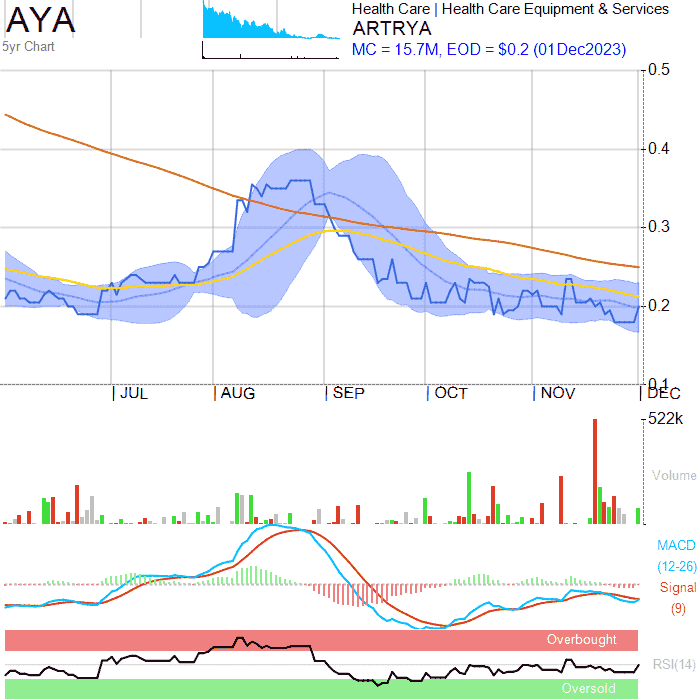 AYA
5yr Chart
Health Care | Health Care Equipment & Services
ARTRYA
MC = 15.7M, EOD = $0.2 (01Dec2023)
0.5
0.4
0.3
0.2
0.1
JUL
AUG
SEP
OCT
NOV
DEC
522k
Volume
MACD
(12-26)
Signal
(9)
Overbought
RSI(14)
Oversold